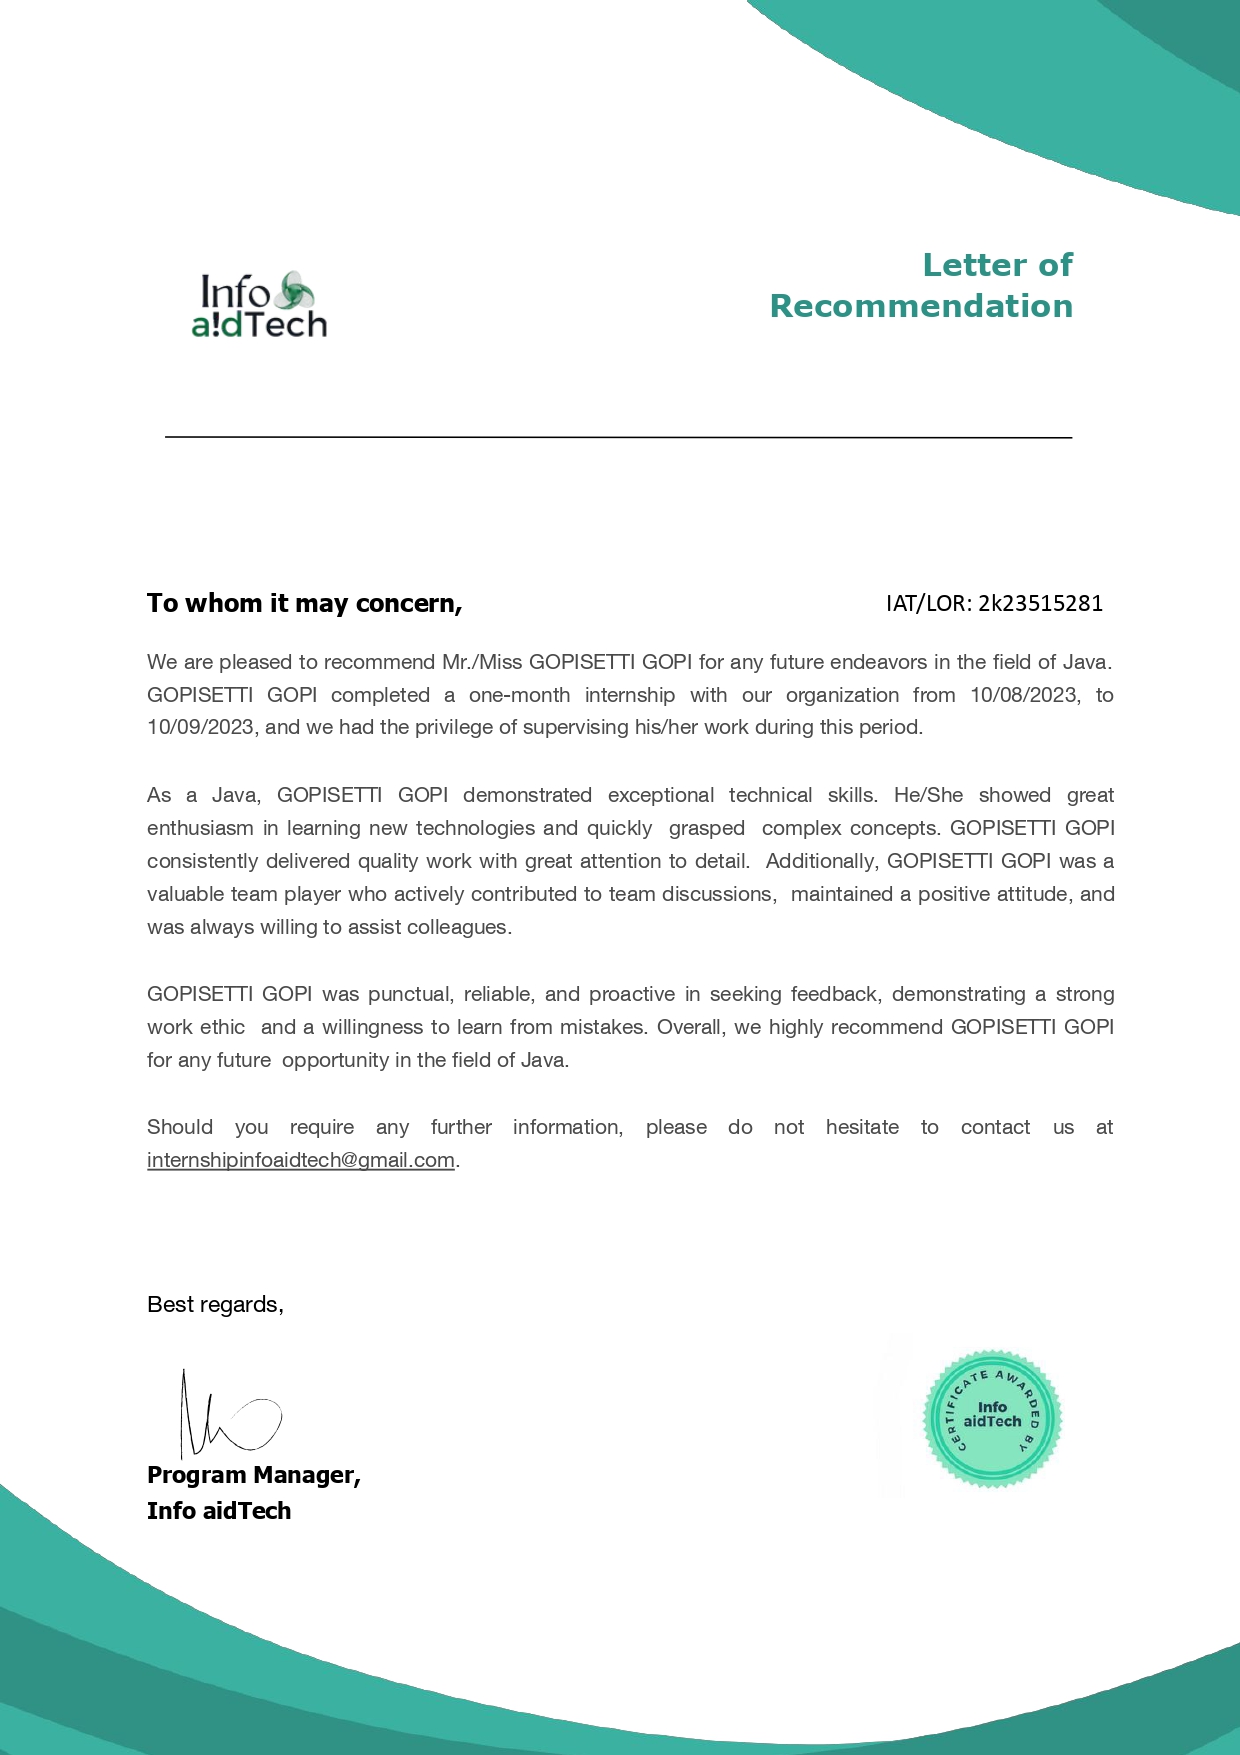 Info
a!dTech
Letter of
Recommendation
To whom it may concern,
IAT/LOR: 2k23515281
We are pleased to recommend Mr./Miss GOPISETTI GOPI for any future endeavors in the field of Java.
GOPISETTI GOPI completed a one-month internship with our organization from 10/08/2023, to
10/09/2023, and we had the privilege of supervising his/her work during this period.
As a Java, GOPISETTI GOPI demonstrated exceptional technical skills. He/She showed great
enthusiasm in learning new technologies and quickly grasped complex concepts. GOPISETTI GOPI
consistently delivered quality work with great attention to detail. Additionally, GOPISETTI GOPI was a
valuable team player who actively contributed to team discussions, maintained a positive attitude, and
was always willing to assist colleagues.
GOPISETTI GOPI was punctual, reliable, and proactive in seeking feedback, demonstrating a strong
work ethic and a willingness to learn from mistakes. Overall, we highly recommend GOPISETTI GOPI
for any future opportunity in the field of Java.
Should you require any further information, please do not hesitate to contact us at
internshipinfoaidtech@gmail.com.
Best regards,
Program Manager,
Info aidTech
CERTIFICATE AWARDED BY
Info
aidTech